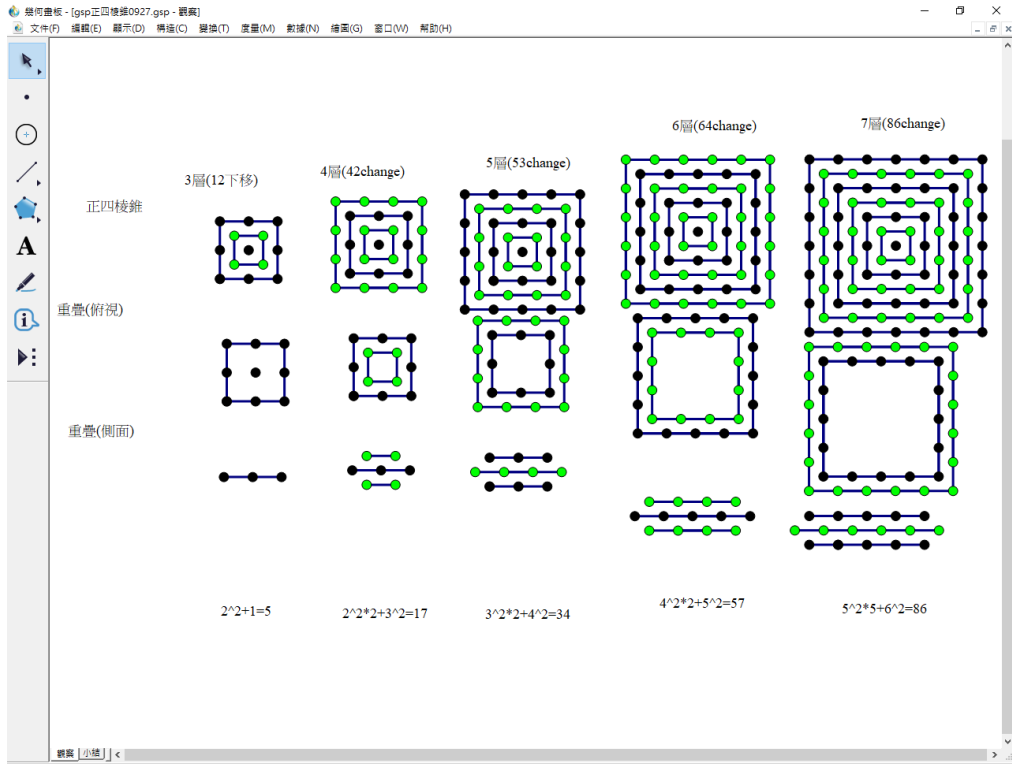 幾何畫板 - [gsp正四棱錐0927.gsp - 觀察]
文件(F) 編輯(E) 顯示(D) 構造(C) 變換(T) 度量(M) 數據(N) 繪圖(G) 窗口(W) 幫助(H)
3層(12下移)
4層(42change)
5層(53change)
6層(64change)
7層(86change)
正四棱維
重疊(俯視)
重疊(側面)
2^2+1=5
2^2*2+3^2=17
3^2*2+4^2=34
4^2*2+5^2=57
5^2*5+6^2=86
A
觀察 小結